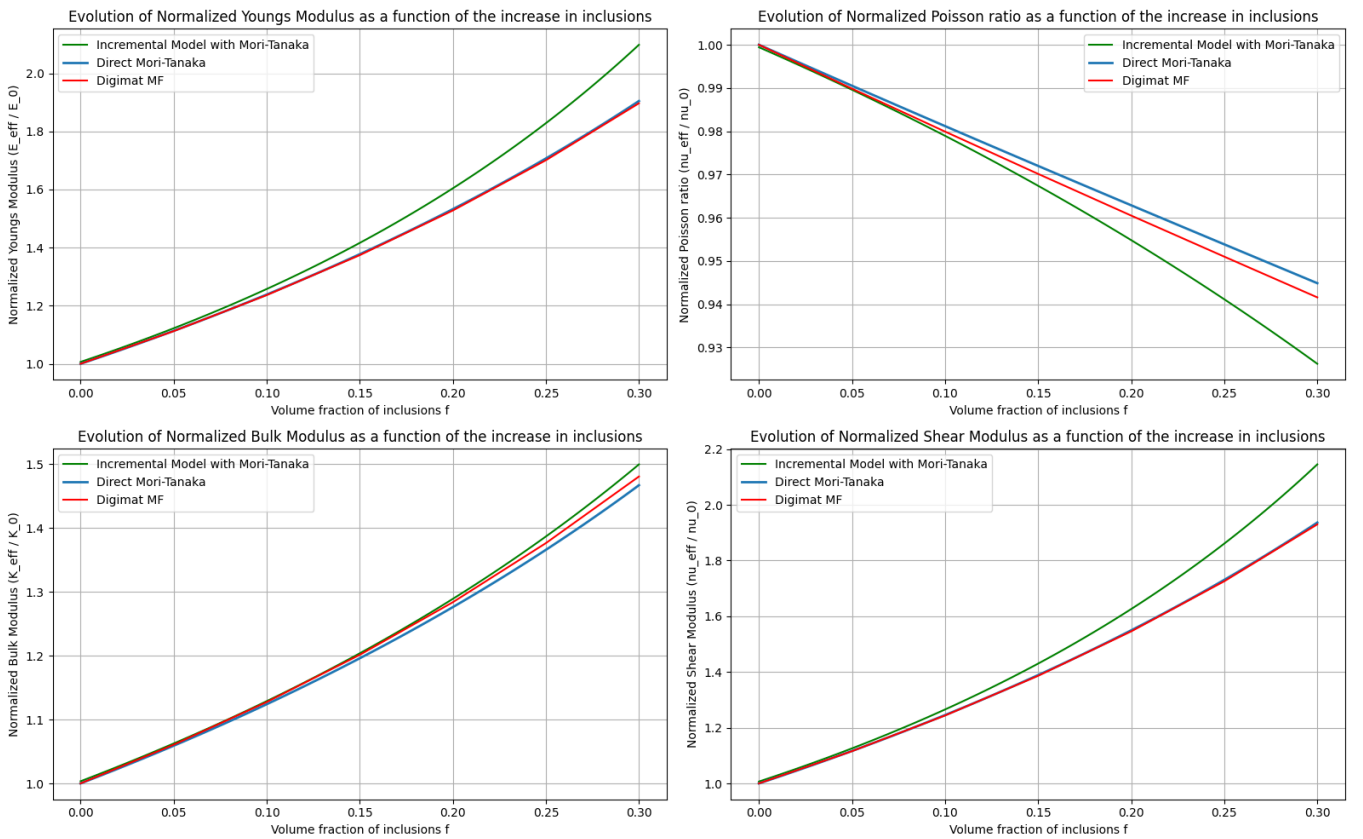 Evolution of Normalized Youngs Modulus as a function of the increase in inclusions
Incremental Model with Mori-Tanaka
Direct Mori-Tanaka
Digimat MF
Normalized Youngs Modulus (E_eff / E_0)
2.0
1.8
1.6
1.4
1.2
1.0
0.00 0.05 0.10 0.15 0.20 0.25 0.30
Volume fraction of inclusions f
Evolution of Normalized Poisson ratio as a function of the increase in inclusions
Incremental Model with Mori-Tanaka
Direct Mori-Tanaka
Digimat MF
Normalized Poisson ratio (nu_eff / nu_0)
1.00
0.99
0.98
0.97
0.96
0.95
0.94
0.93
0.00 0.05 0.10 0.15 0.20 0.25 0.30
Volume fraction of inclusions f
Evolution of Normalized Bulk Modulus as a function of the increase in inclusions
Incremental Model with Mori-Tanaka
Direct Mori-Tanaka
Digimat MF
Normalized Bulk Modulus (K_eff / K_0)
1.5
1.4
1.3
1.2
1.1
1.0
0.00 0.05 0.10 0.15 0.20 0.25 0.30
Volume fraction of inclusions f
Evolution of Normalized Shear Modulus as a function of the increase in inclusions
Incremental Model with Mori-Tanaka
Direct Mori-Tanaka
Digimat MF
Normalized Shear Modulus (nu_eff / nu_0)
2.2
2.0
1.8
1.6
1.4
1.2
1.0
0.00 0.05 0.10 0.15 0.20 0.25 0.30
Volume fraction of inclusions f